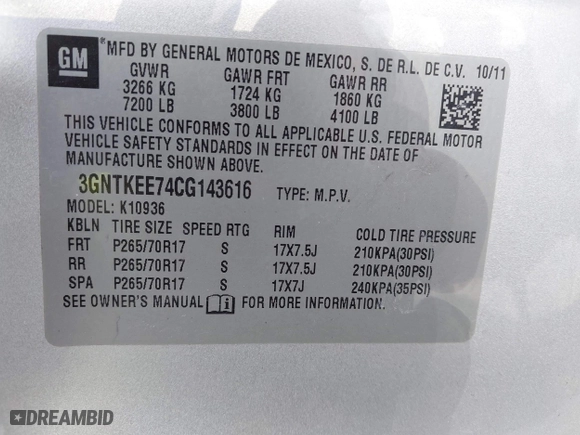 GM
*MFD BY GENERAL MOTORS DE MEXICO, S. DE R.L. DE C.V. 10/11
GVWR GAWR FRT GAWR RR
3266 KG 1724 KG 1860 KG
7200 LB 3800 LB 4100 LB
THIS VEHICLE CONFORMS TO ALL APPLICABLE U.S. FEDERAL MOTOR
VEHICLE SAFETY STANDARDS IN EFFECT ON THE DATE OF
MANUFACTURE SHOWN ABOVE.
3GNTKEE74CG143616 TYPE: M.P.V.
MODEL: K10936
KBLN TIRE SIZE SPEED RTG RIM COLD TIRE PRESSURE
FRT P265/70R17 S 17X7.5J 210KPA(30PSI)
RR P265/70R17 S 17X7.5J 210KPA(30PSI)
SPA P265/70R17 S 17X7J 240KPA(35PSI)
SEE OWNER'S MANUAL FOR MORE INFORMATION.
DREAMBID